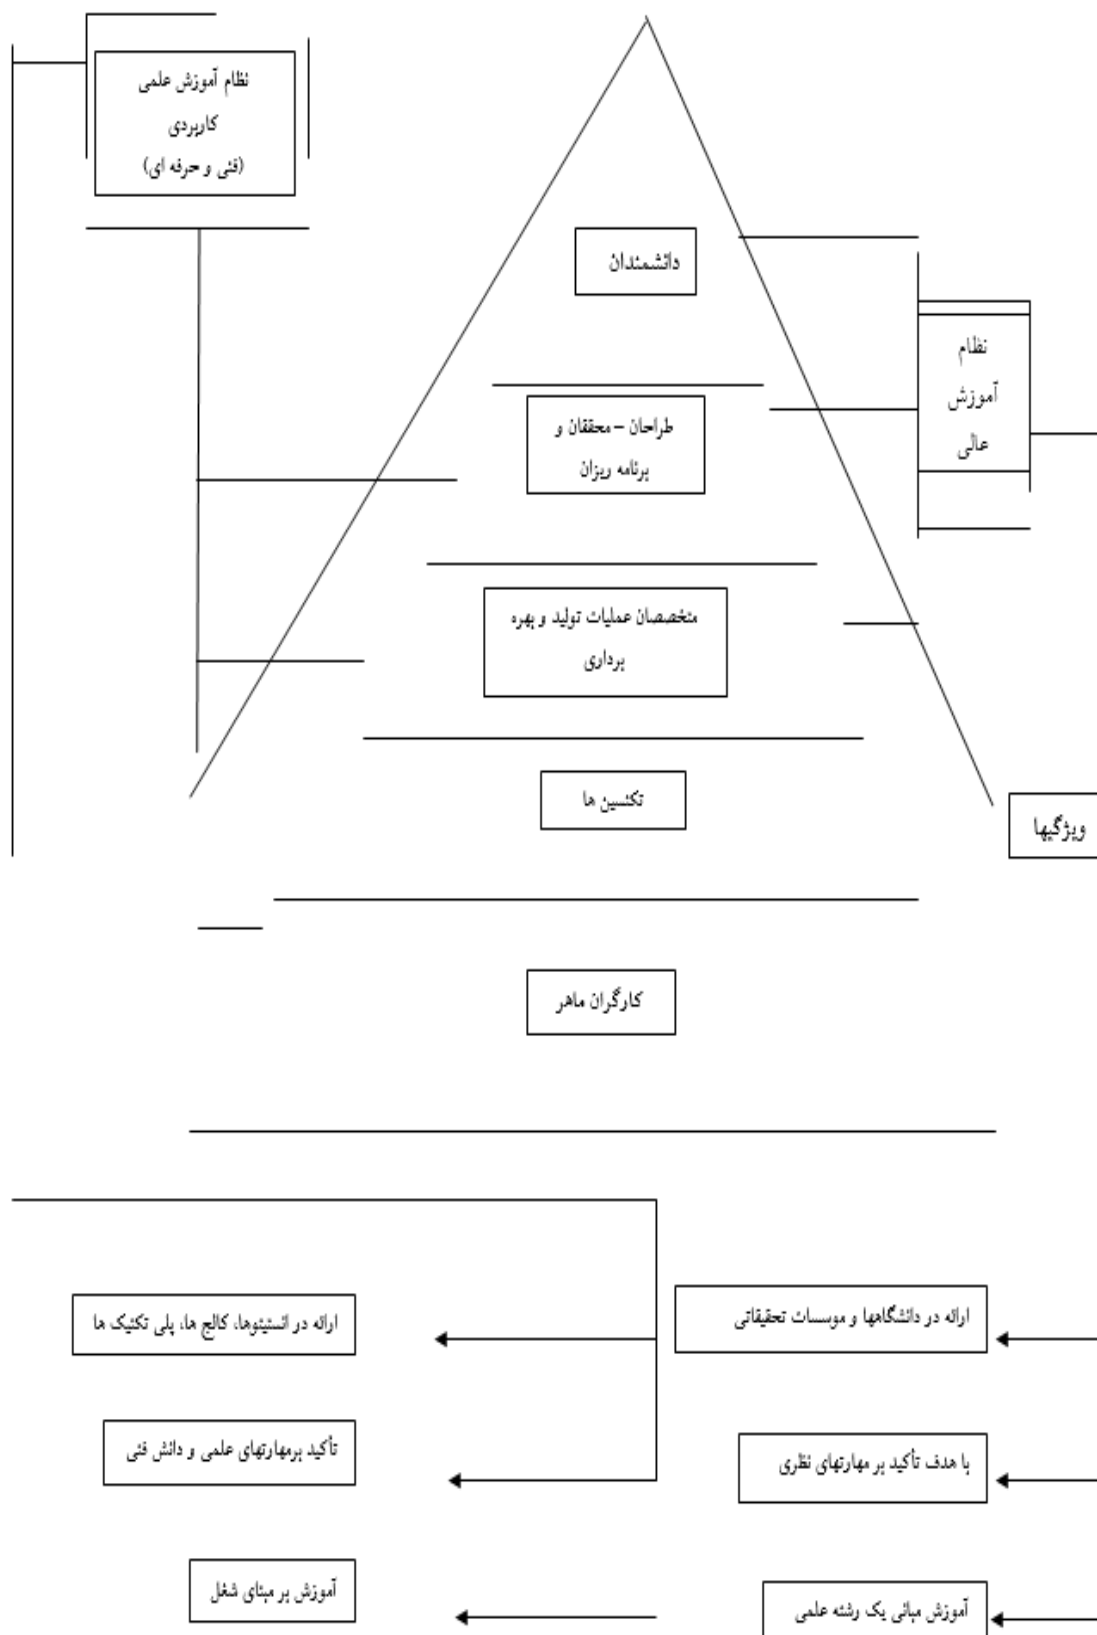 نظام آموزش علمی
کاربردی
(فنی و حرفه ای)
دانشمندان
نظام
آموزش
عالی
طراحان – محققان و
برنامه ریزان
متخصصان عملیات تولید و بهره
برداری
تکنسین ها
ویژگیها
کارگران ماهر
ارائه در دانشگاهها و موسسات تحقیقاتی
ارائه در انستیتوها، کالج ها، پلی تکنیک ها
با هدف تأکید بر مهارتهای نظری
تأکید برمهارتهای علمی و دانش فنی
آموزش مبانی یک رشته علمی
آموزش بر مبنای شغل